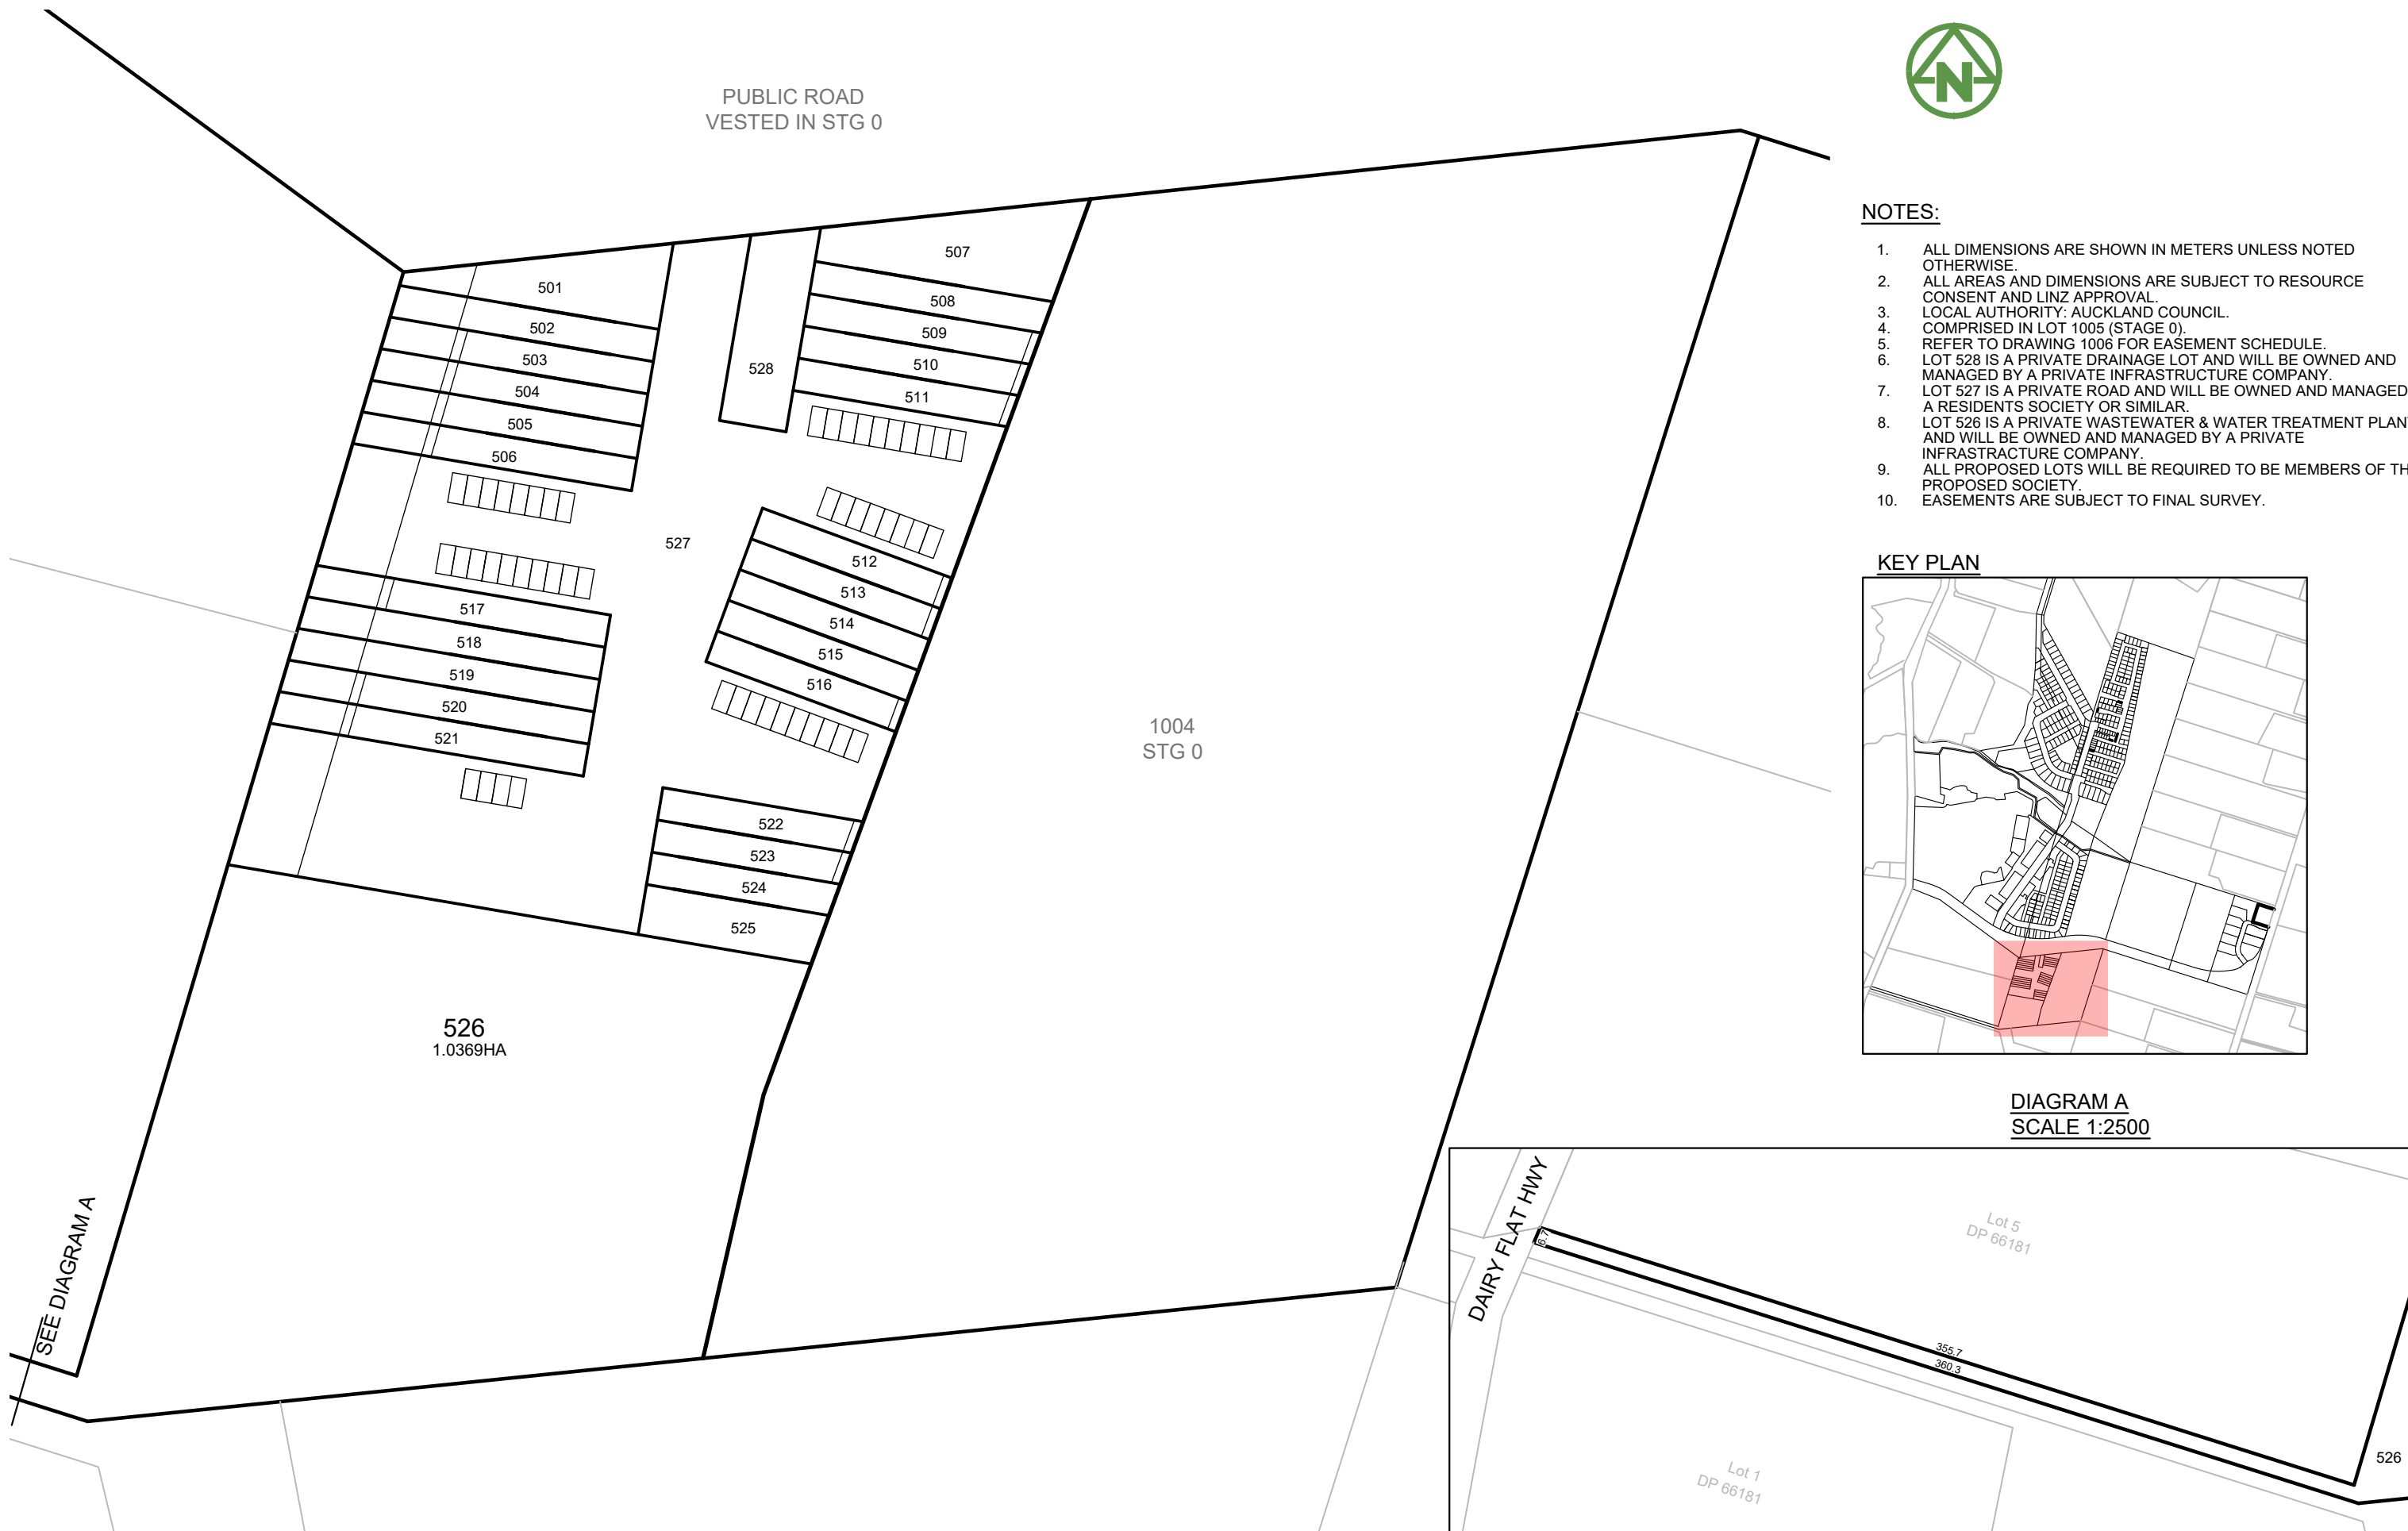 PUBLIC ROAD
VESTED IN STG 0
N
501
502
503
504
505
506
507
508
509
510
511
528
527
512
513
514
515
516
517
518
519
520
521
522
523
524
525
526
1.0369HA
1004
STG 0
SEE DIAGRAM A
NOTES:
1. ALL DIMENSIONS ARE SHOWN IN METERS UNLESS NOTED
OTHERWISE.
2. ALL AREAS AND DIMENSIONS ARE SUBJECT TO RESOURCE
CONSENT AND LINZ APPROVAL.
3. LOCAL AUTHORITY: AUCKLAND COUNCIL.
4. COMPRISED IN LOT 1005 (STAGE 0).
5. REFER TO DRAWING 1006 FOR EASEMENT SCHEDULE.
6. LOT 528 IS A PRIVATE DRAINAGE LOT AND WILL BE OWNED AND
MANAGED BY A PRIVATE INFRASTRUCTURE COMPANY.
7. LOT 527 IS A PRIVATE ROAD AND WILL BE OWNED AND MANAGED
A RESIDENTS SOCIETY OR SIMILAR.
8. LOT 526 IS A PRIVATE WASTEWATER & WATER TREATMENT PLANT
AND WILL BE OWNED AND MANAGED BY A PRIVATE
INFRASTRACTURE COMPANY.
9. ALL PROPOSED LOTS WILL BE REQUIRED TO BE MEMBERS OF TH
PROPOSED SOCIETY.
10. EASEMENTS ARE SUBJECT TO FINAL SURVEY.
KEY PLAN
DIAGRAM A
SCALE 1:2500
DAIRY FLAT HWY
6.7
Lot 5
DP 66181
355.7
360.3
Lot 1
DP 66181
526